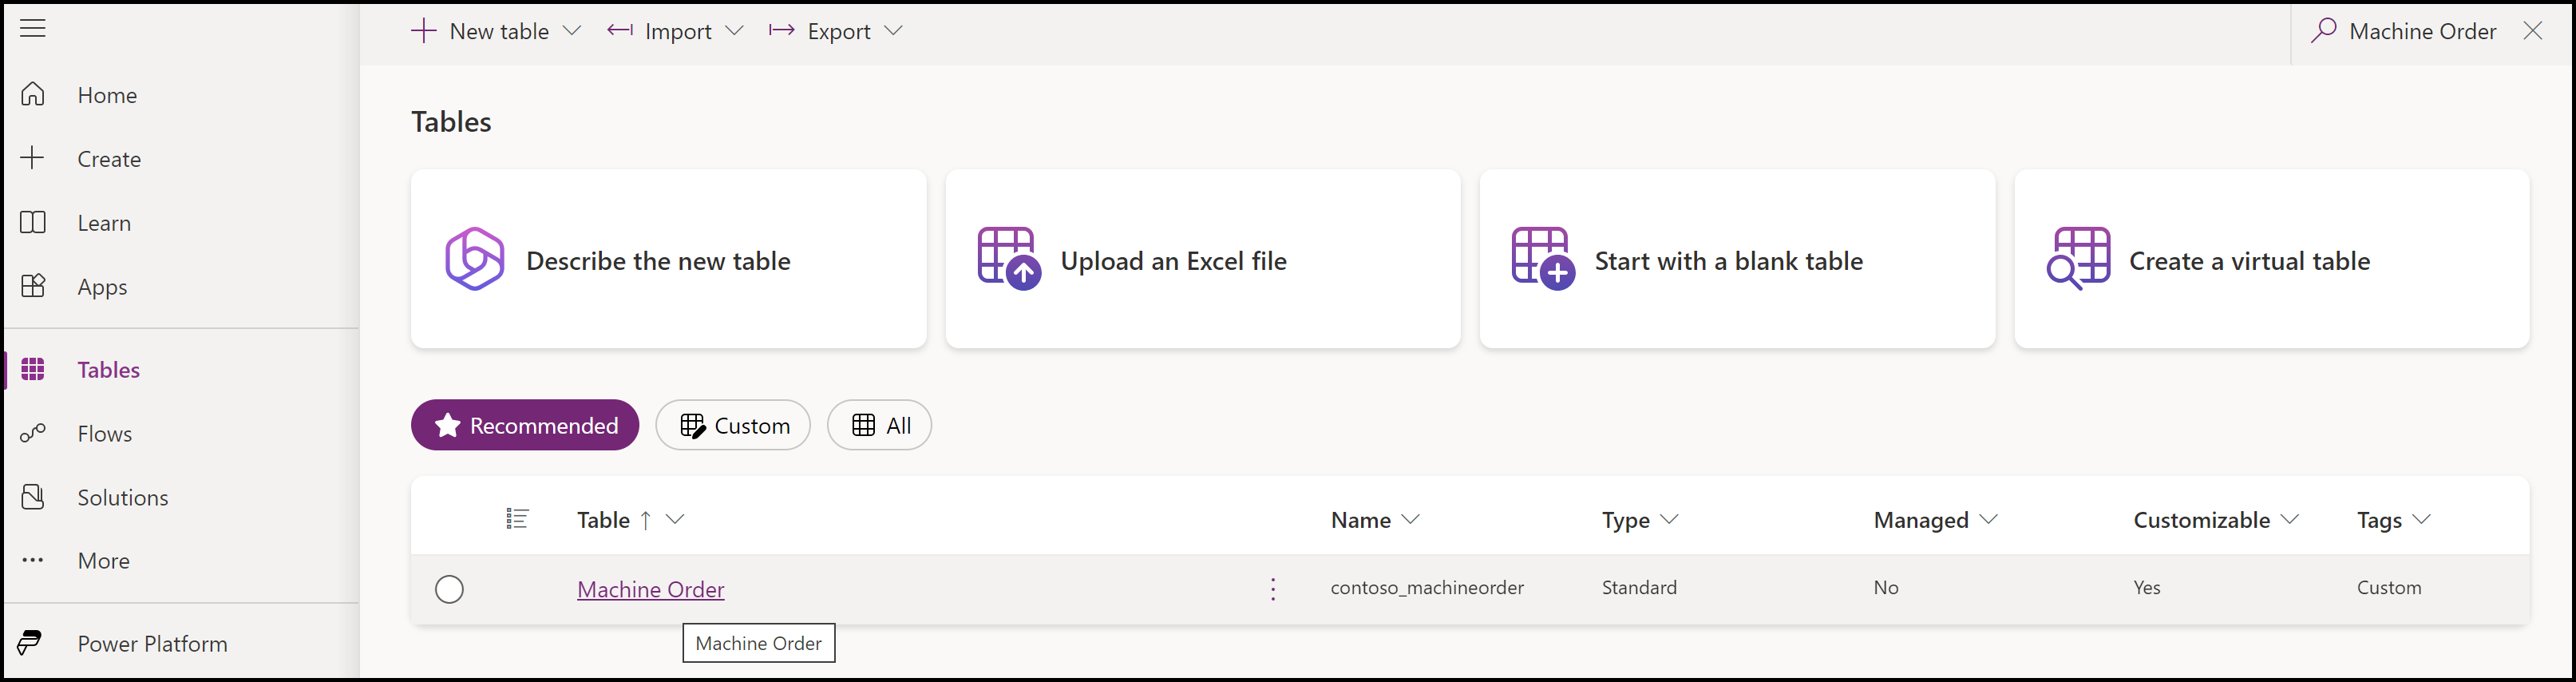 New table Import Export Machine Order
Home
Create
Learn
Apps
Tables
Flows
Solutions
More
Power Platform
Tables
Describe the new table
Upload an Excel file
Start with a blank table
Create a virtual table
Recommended Custom All
Table ↑ Name Type Managed Customizable Tags
Machine Order contoso_machineorder Standard No Yes Custom
Machine Order